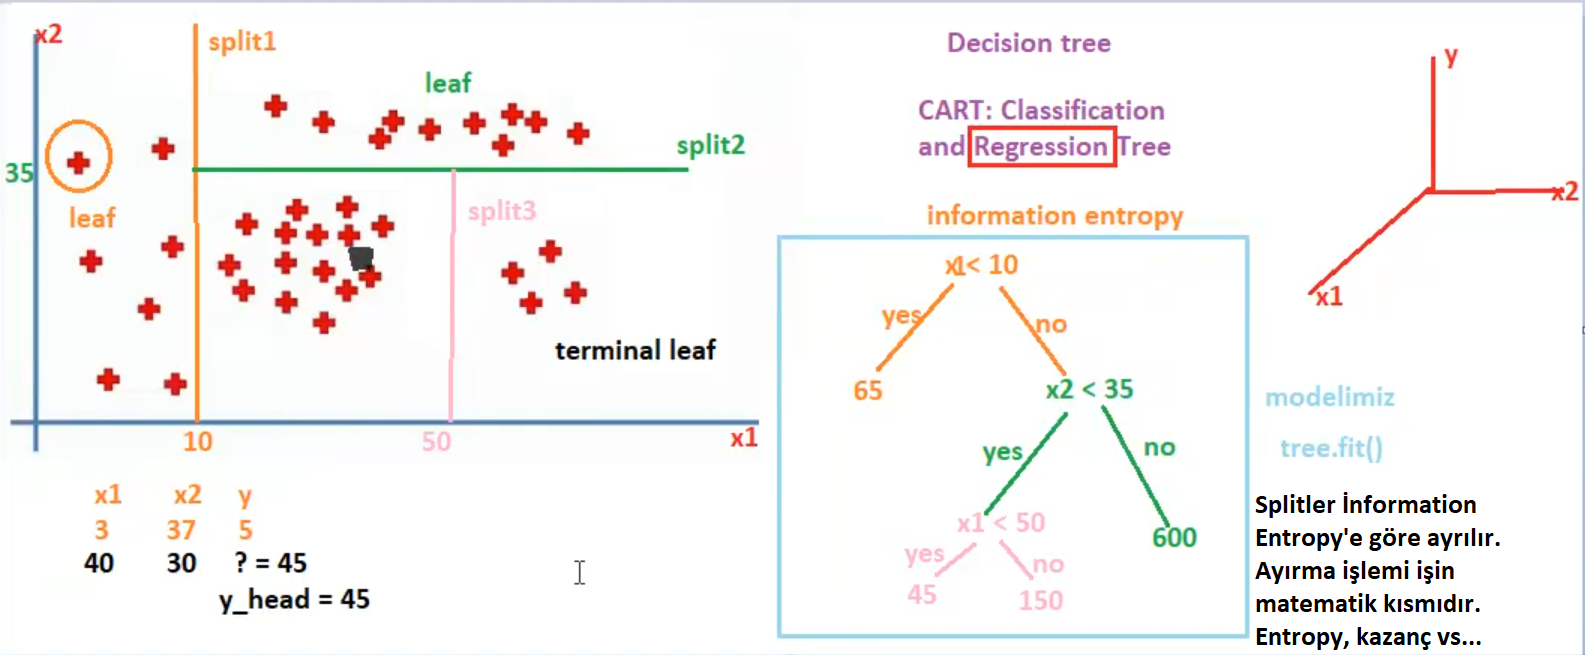 x2
split1
leaf
split2
35
leaf
split3
terminal leaf
10
50
x1
x1 x2 y
3 37 5
40 30 ? = 45
y_head = 45
Decision tree
CART: Classification
and Regression Tree
information entropy
x1< 10
yes
no
65
x2 < 35
yes
no
x1 < 50
600
yes
no
45
150
y
x2
x1
modelimiz
tree.fit()
Splitler İnformation
Entropy'e göre ayrılır.
Ayırma işlemi işin
matematik kısmıdır.
Entropy, kazanç vs...